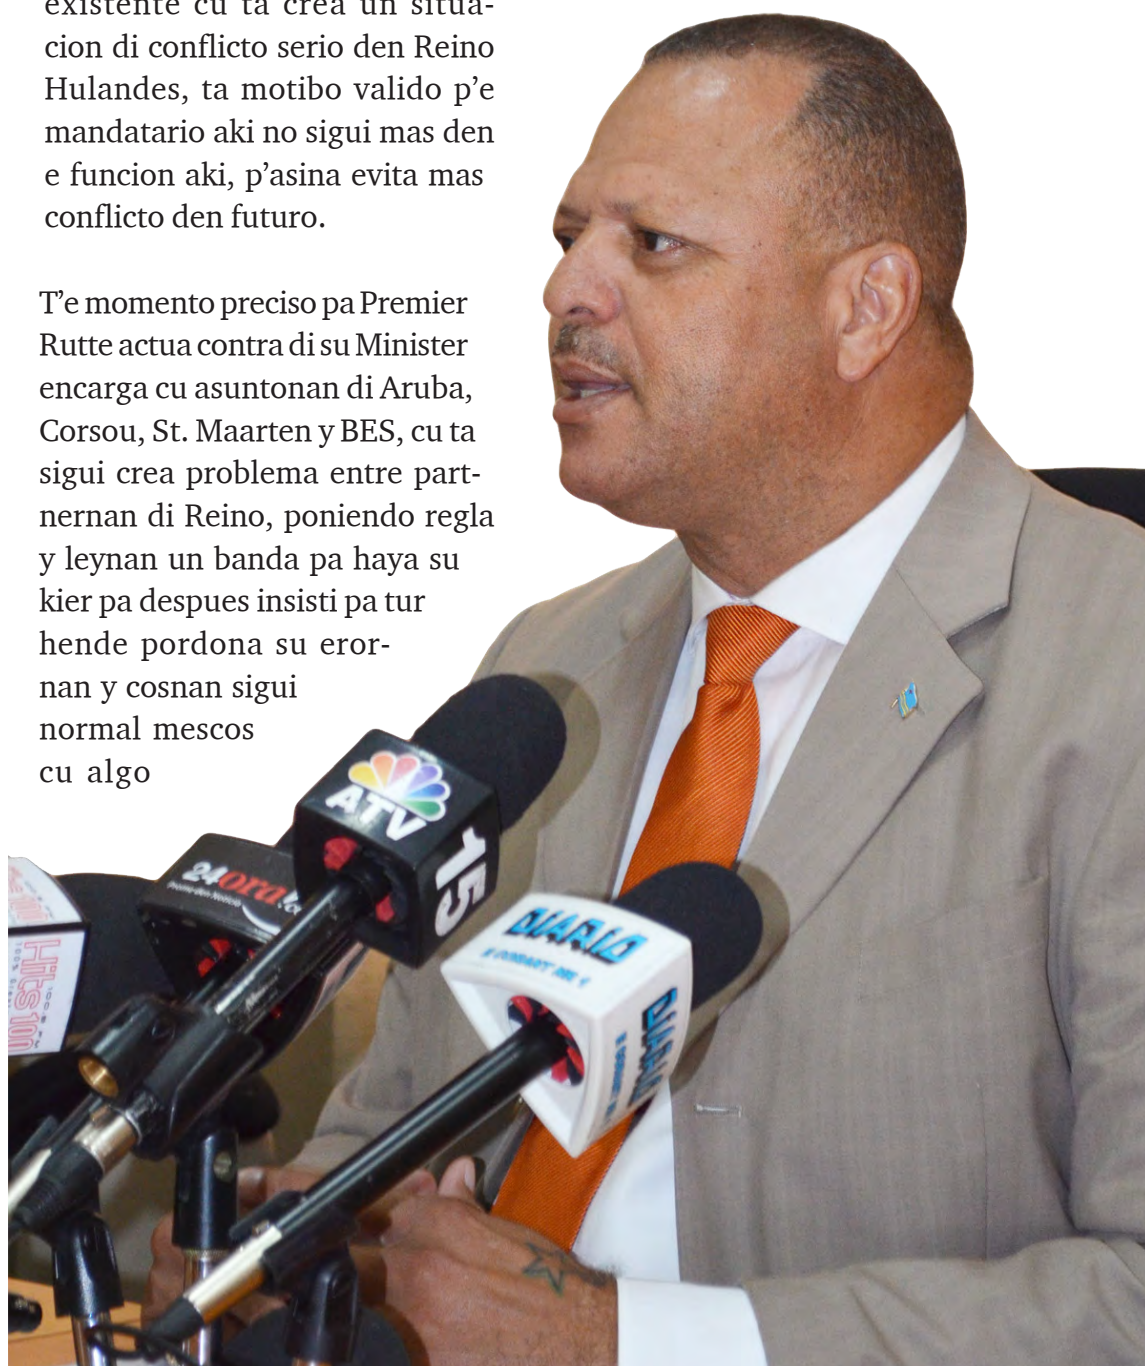 existente cu ta crea un situa-
cion di conflicto serio den Reino
Hulandes, ta motibo valido p’e
mandatario aki no sigui mas den
e funcion aki, p’asina evita mas
conflicto den futuro.
T’e momento preciso pa Premier
Rutte actua contra di su Minister
encarga cu asuntonan di Aruba,
Corsou, St. Maarten y BES, cu ta
sigui crea problema entre part-
nernan di Reino, poniendo regla
y leynan un banda pa haya su
kier pa despues insisti pa tur
hende pordona su eror-
nan y cosnan sigui
normal mescos
cu algo
ATV
15
24ora
DIARIO
DIARIO
Hits 100